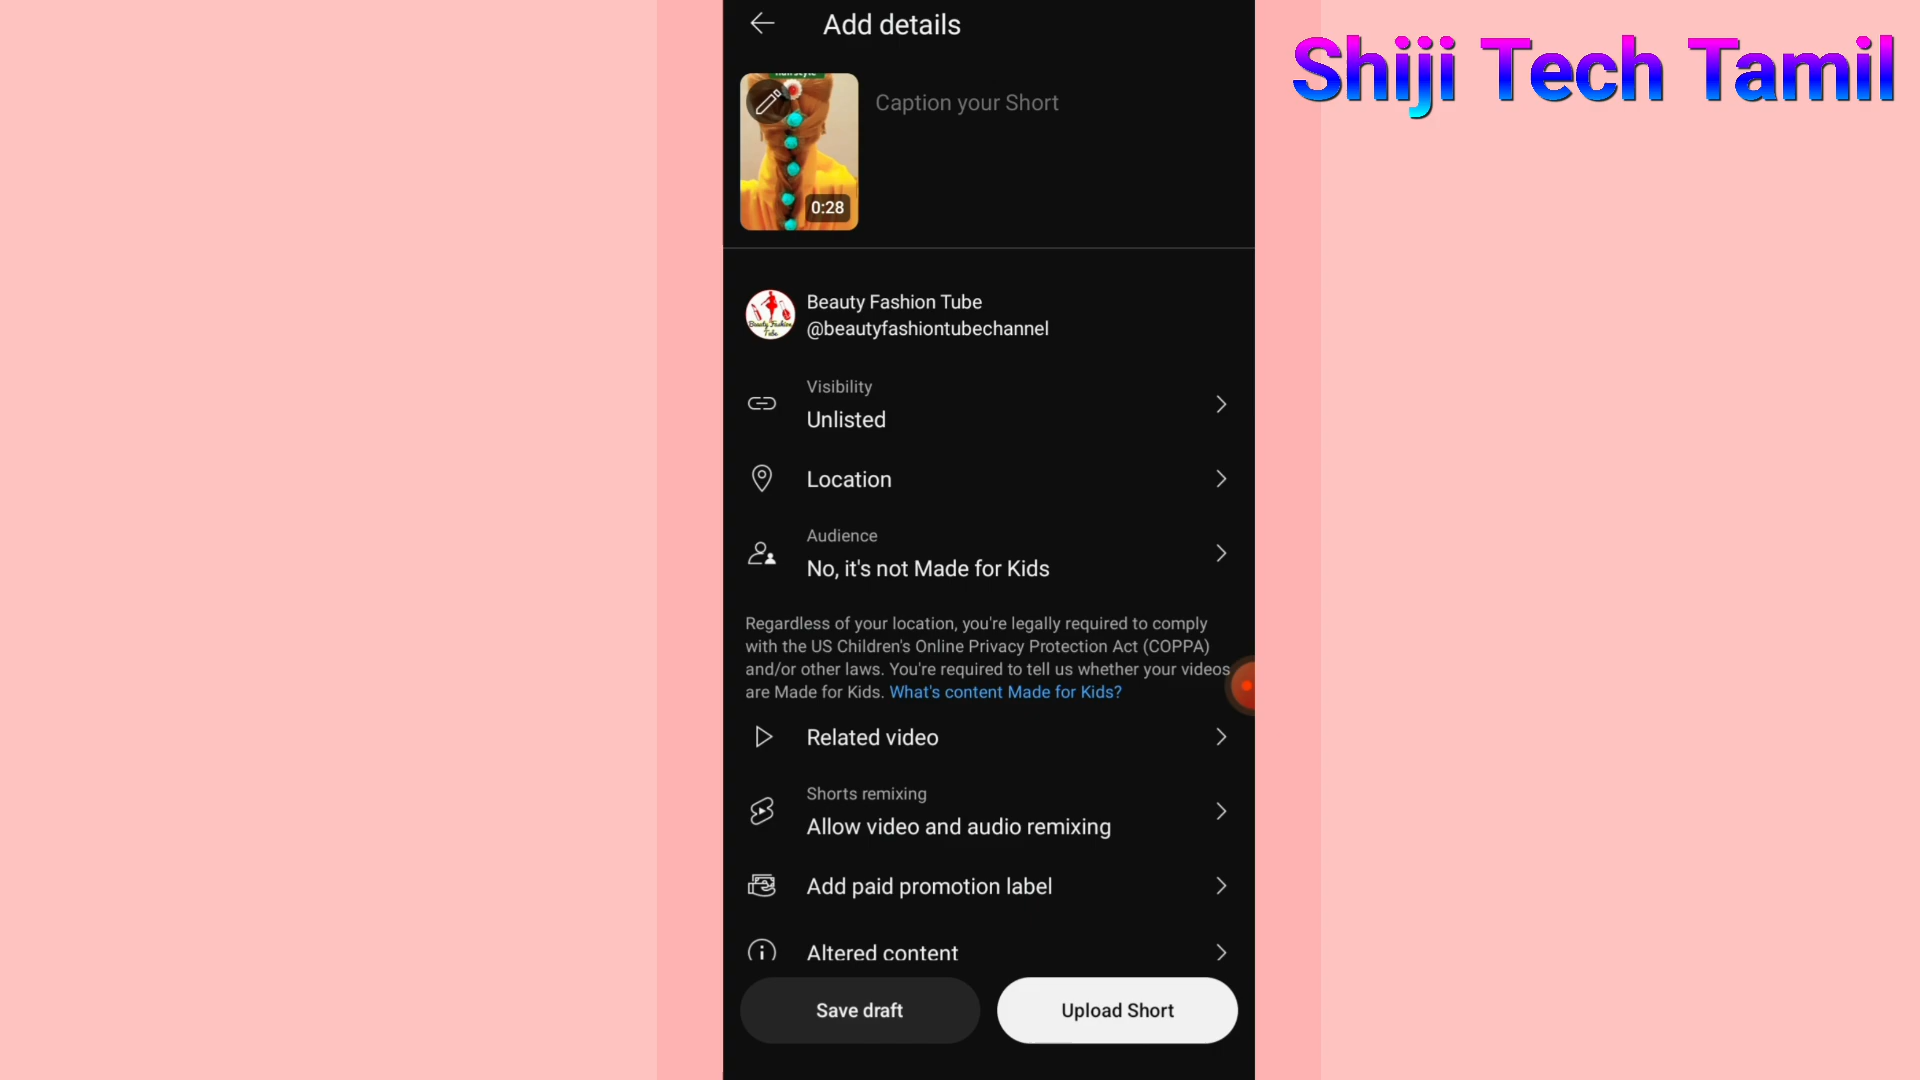 Add details
Shiji Tech Tamil
Caption your Short
0:28
Beauty Fashion Tube
@beautyfashiontubechannel
Visibility
Unlisted
Location
Audience
No, it's not Made for Kids
Regardless of your location, you're legally required to comply
with the US Children's Online Privacy Protection Act (COPPA)
and/or other laws. You're required to tell us whether your videos
are Made for Kids. What's content Made for Kids?
Related video
Shorts remixing
Allow video and audio remixing
Add paid promotion label
Altered content
Save draft
Upload Short